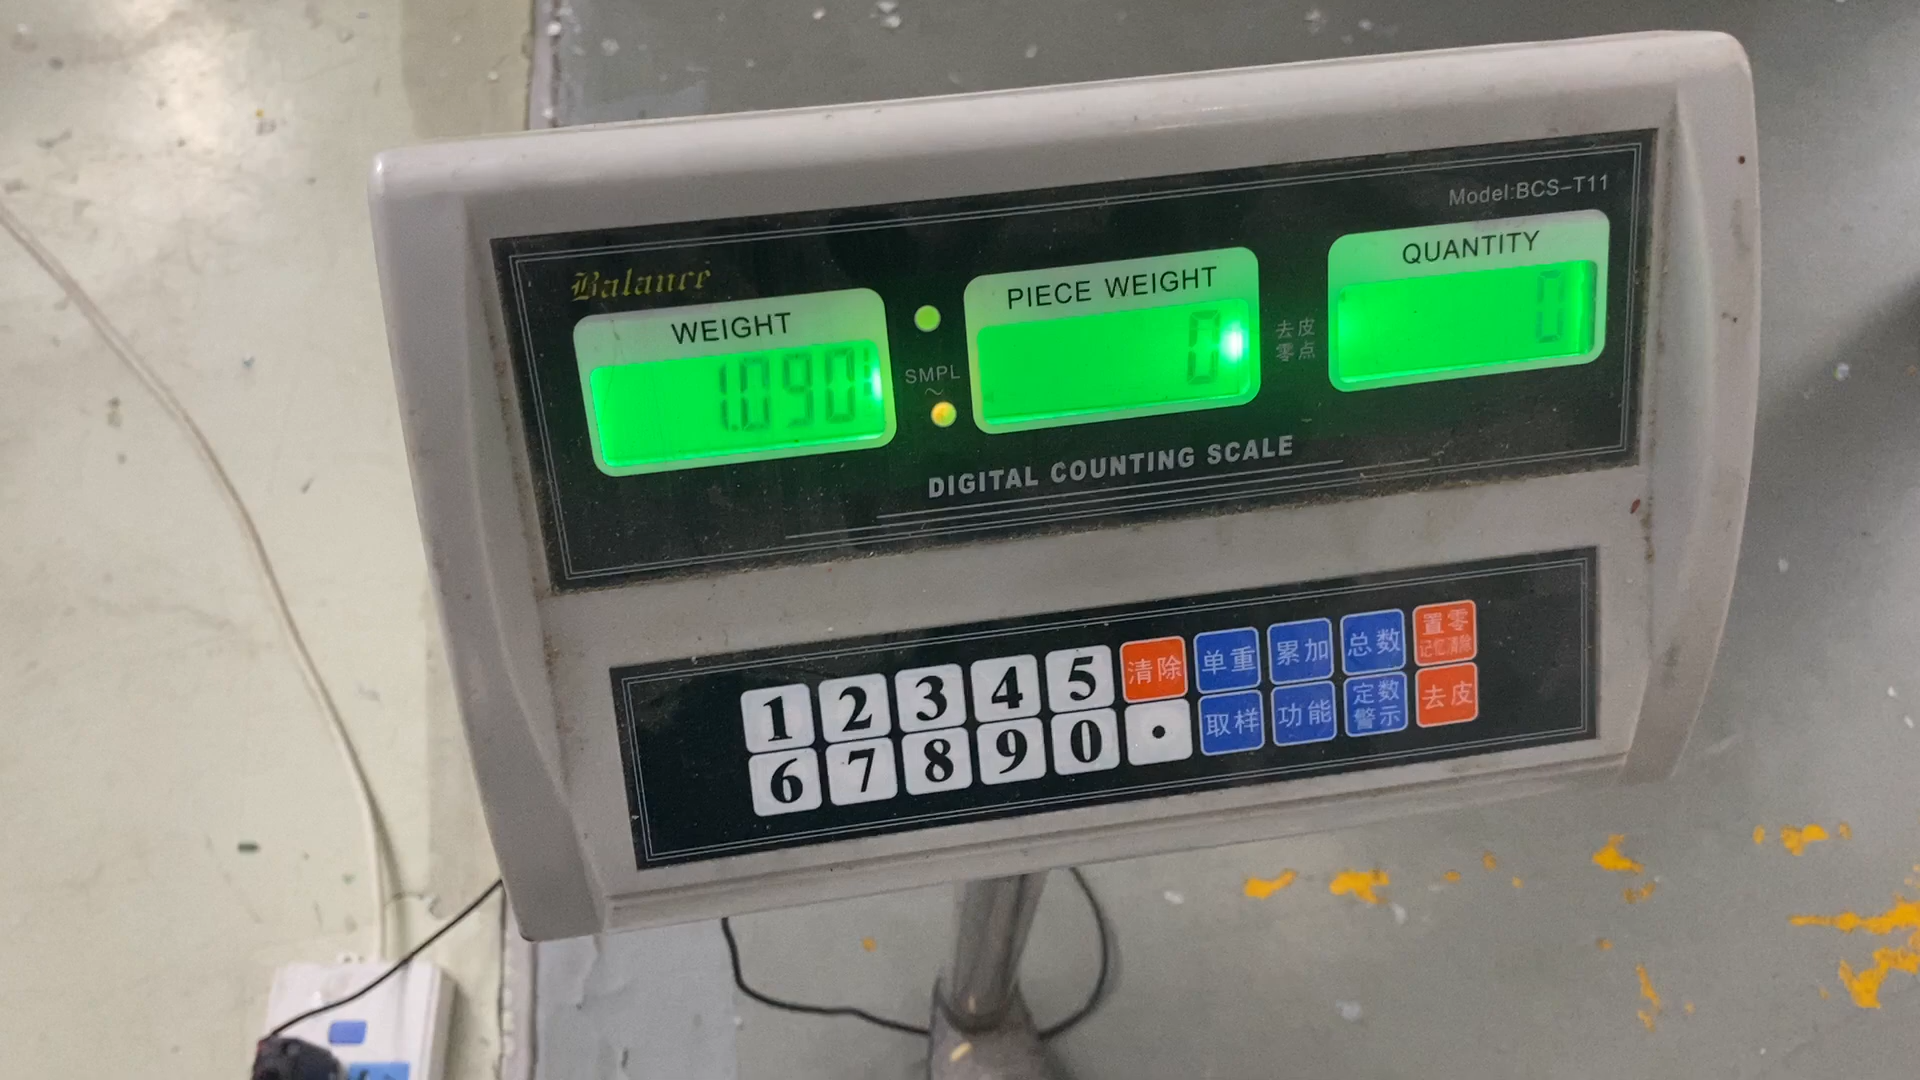 Model:BCS-T11
Balance
WEIGHT
PIECE WEIGHT
QUANTITY
1.090
0
0
SMPL
~
去皮
零点
DIGITAL COUNTING SCALE
1 2 3 4 5 清除 单重 累加 总数 置零
记忆清除
6 7 8 9 0 . 取样 功能 定数
警示 去皮